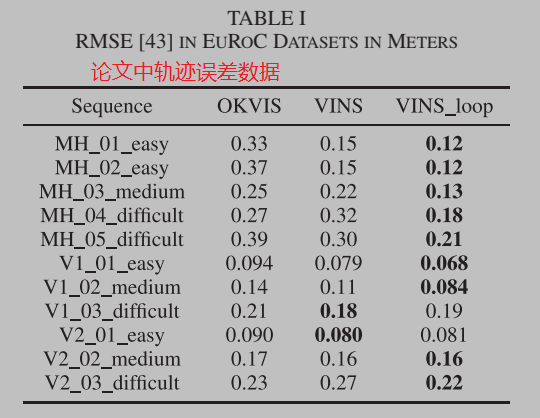 TABLE I
RMSE [43] IN EUROC DATASETS IN METERS
论文中轨迹误差数据
Sequence OKVIS VINS VINS_loop
MH_01_easy 0.33 0.15 0.12
MH_02_easy 0.37 0.15 0.12
MH_03_medium 0.25 0.22 0.13
MH_04_difficult 0.27 0.32 0.18
MH_05_difficult 0.39 0.30 0.21
V1_01_easy 0.094 0.079 0.068
V1_02_medium 0.14 0.11 0.084
V1_03_difficult 0.21 0.18 0.19
V2_01_easy 0.090 0.080 0.081
V2_02_medium 0.17 0.16 0.16
V2_03_difficult 0.23 0.27 0.22